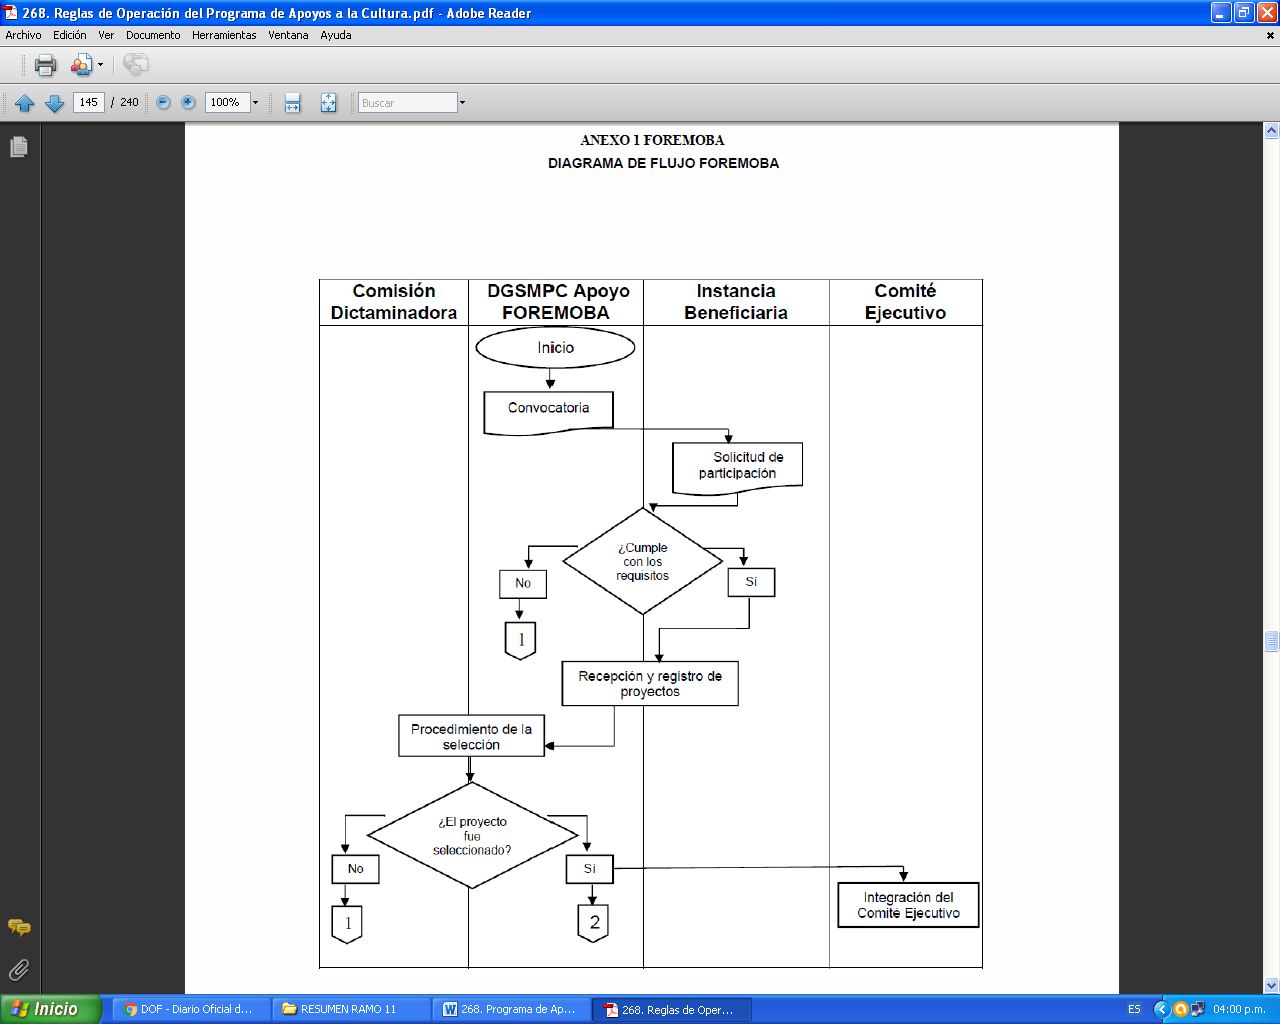 268. Reglas de Operación del Programa de Apoyos a la Cultura.pdf - Adobe Reader
Archivo Edición Ver Documento Herramientas Ventana Ayuda
145 / 240 100% Buscar
ANEXO 1 FOREMOBA
DIAGRAMA DE FLUJO FOREMOBA
Comisión
Dictaminadora
DGSMPC Apoyo
FOREMOBA
Instancia
Beneficiaria
Comité
Ejecutivo
Inicio
Convocatoria
Solicitud de
participación
¿Cumple
con los
requisitos
No
Si
1
Recepción y registro de
proyectos
Procedimiento de la
selección
¿El proyecto
fue
seleccionado?
No
Si
Integración del
Comité Ejecutivo
1
2
Inicio
DOF - Diario Oficial d...
RESUMEN RAMO 11
268. Programa de Ap...
268. Reglas de Oper...
ES
04:00 p.m.